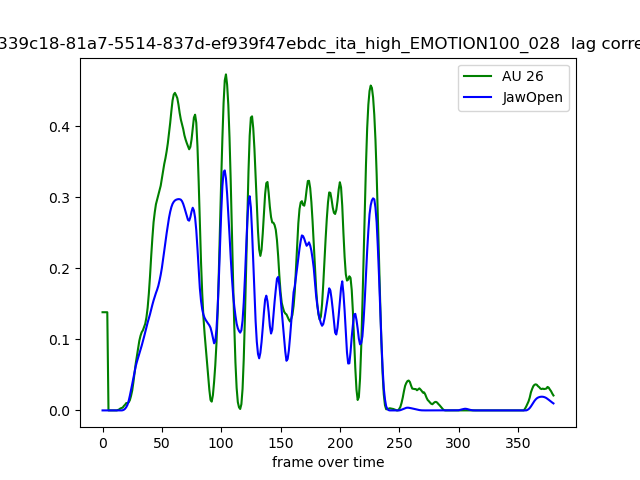 339c18-81a7-5514-837d-ef939f47ebdc_ita_high_EMOTION100_028  lag corre
AU 26
JawOpen
0.4
0.3
0.2
0.1
0.0
0 50 100 150 200 250 300 350
frame over time